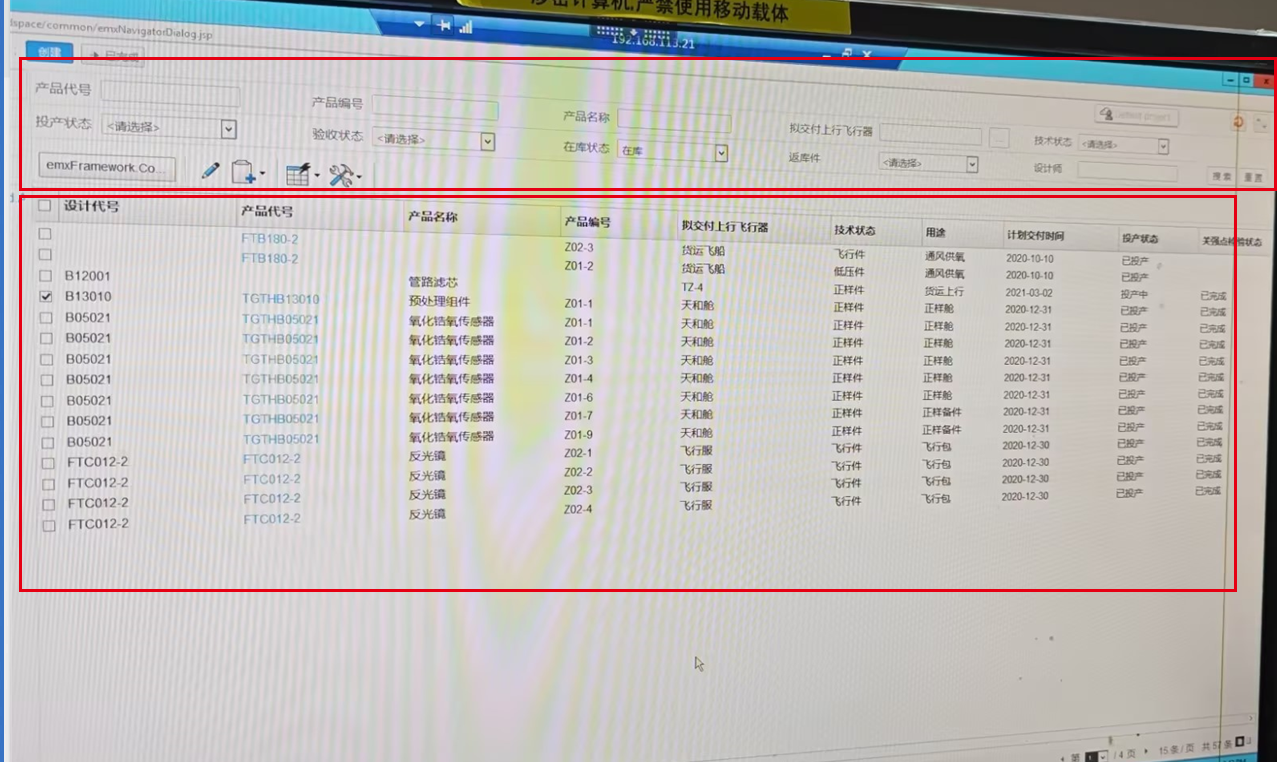 涉密计算机,严禁使用移动载体
lspace/common/emxNavigatorDialog.jsp
192.168.113.21
创建 已完成
产品代号 产品编号 产品名称 拟交付上行飞行器
投产状态 <请选择> 验收状态 <请选择> 在库状态 在库 返库件 <请选择> 技术状态 <请选择>
设计师 搜索 重置
emxFramework.Co...
设计代号 产品代号 产品名称 产品编号 拟交付上行飞行器 技术状态 用途 计划交付时间 投产状态
FTB180-2 Z02-3 货运飞船 飞行件 通风供氧 2020-10-10 已投产
FTB180-2 Z01-2 货运飞船 低压件 通风供氧 2020-10-10 已投产
B12001 管路滤芯 TZ-4 正样件 货运上行 2021-03-02 投产中
B13010 TGTHB13010 预处理组件 Z01-1 天和舱 正样件 正样舱 2020-12-31 已投产 已完成
B05021 TGTHB05021 氧化锆氧传感器 Z01-1 天和舱 正样件 正样舱 2020-12-31 已投产 已完成
B05021 TGTHB05021 氧化锆氧传感器 Z01-2 天和舱 正样件 正样舱 2020-12-31 已投产 已完成
B05021 TGTHB05021 氧化锆氧传感器 Z01-3 天和舱 正样件 正样舱 2020-12-31 已投产 已完成
B05021 TGTHB05021 氧化锆氧传感器 Z01-4 天和舱 正样件 正样舱 2020-12-31 已投产 已完成
B05021 TGTHB05021 氧化锆氧传感器 Z01-6 天和舱 正样件 正样舱 2020-12-31 已投产 已完成
B05021 TGTHB05021 氧化锆氧传感器 Z01-7 天和舱 正样件 正样备件 2020-12-31 已投产 已完成
B05021 TGTHB05021 氧化锆氧传感器 Z01-9 天和舱 正样件 正样备件 2020-12-31 已投产 已完成
FTC012-2 FTC012-2 反光镜 Z02-1 飞行服 飞行件 飞行包 2020-12-30 已投产 已完成
FTC012-2 FTC012-2 反光镜 Z02-2 飞行服 飞行件 飞行包 2020-12-30 已投产 已完成
FTC012-2 FTC012-2 反光镜 Z02-3 飞行服 飞行件 飞行包 2020-12-30 已投产 已完成
FTC012-2 FTC012-2 反光镜 Z02-4 飞行服 飞行件 飞行包 2020-12-30 已投产 已完成
第 1 / 4 页 15 条 / 页 共 57 条